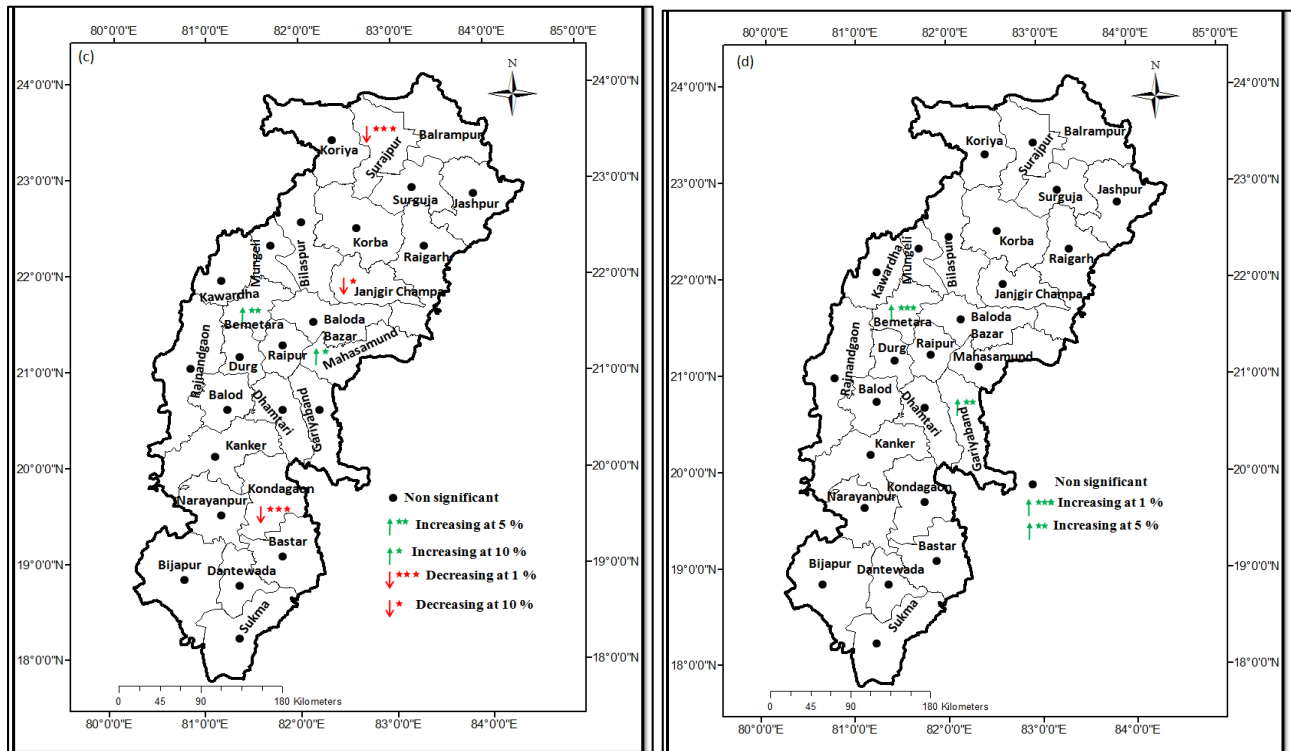 80°0'0"E 81°0'0"E 82°0'0"E 83°0'0"E 84°0'0"E 85°0'0"E
(c)
N
24°0'0"N 24°0'0"N
Balrampur
Koriya
Surajpur
23°0'0"N 23°0'0"N
Surguja
Jashpur
Mungeli
Bilaspur
Korba
Raigarh
22°0'0"N 22°0'0"N
Kawardha
Janjgir Champa
Bemetara
Baloda
Bazar
Raipur
Mahasamund
Rajnandgaon
Durg
21°0'0"N 21°0'0"N
Balod
Dhamtari
Gariyaband
Kanker
20°0'0"N 20°0'0"N
Kondagaon
Narayanpur
Non significant
Increasing at 5 %
Bastar
Increasing at 10 %
19°0'0"N 19°0'0"N
Bijapur
Dantewada
Decreasing at 1 %
Decreasing at 10 %
Sukma
18°0'0"N 18°0'0"N
0 45 90 180 Kilometers
80°0'0"E 81°0'0"E 82°0'0"E 83°0'0"E 84°0'0"E
80°0'0"E 81°0'0"E 82°0'0"E 83°0'0"E 84°0'0"E 85°0'0"E
(d)
N
24°0'0"N 24°0'0"N
Balrampur
Koriya
Surajpur
23°0'0"N 23°0'0"N
Jashpur
Surguja
Kawardha
Mungeli
Bilaspur
Korba
Raigarh
22°0'0"N 22°0'0"N
Janjgir Champa
Bemetara
Baloda
Bazar
Raipur
Durg
Mahasamund
Rajnandgaon
21°0'0"N 21°0'0"N
Balod
Dhamtari
Gariyaband
Kanker
20°0'0"N 20°0'0"N
Narayanpur
Kondagaon
Non significant
Increasing at 1 %
Increasing at 5 %
Bastar
19°0'0"N 19°0'0"N
Bijapur
Dantewada
Sukma
18°0'0"N 18°0'0"N
0 45 90 180 Kilometers
80°0'0"E 81°0'0"E 82°0'0"E 83°0'0"E 84°0'0"E